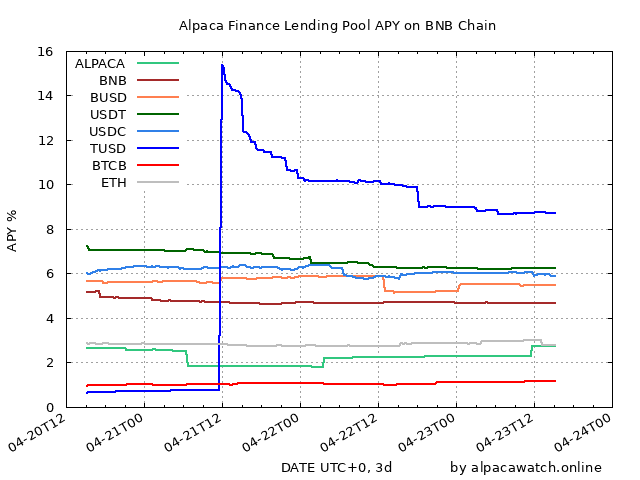 Alpaca Finance Lending Pool APY on BNB Chain
APY %
16
14
12
10
8
6
4
2
0
ALPACA
BNB
BUSD
USDT
USDC
TUSD
BTCB
ETH
04-20T12
04-21T00
04-21T12
04-22T00
04-22T12
04-23T00
04-23T12
04-24T00
DATE UTC+0, 3d
by alpacawatch.online